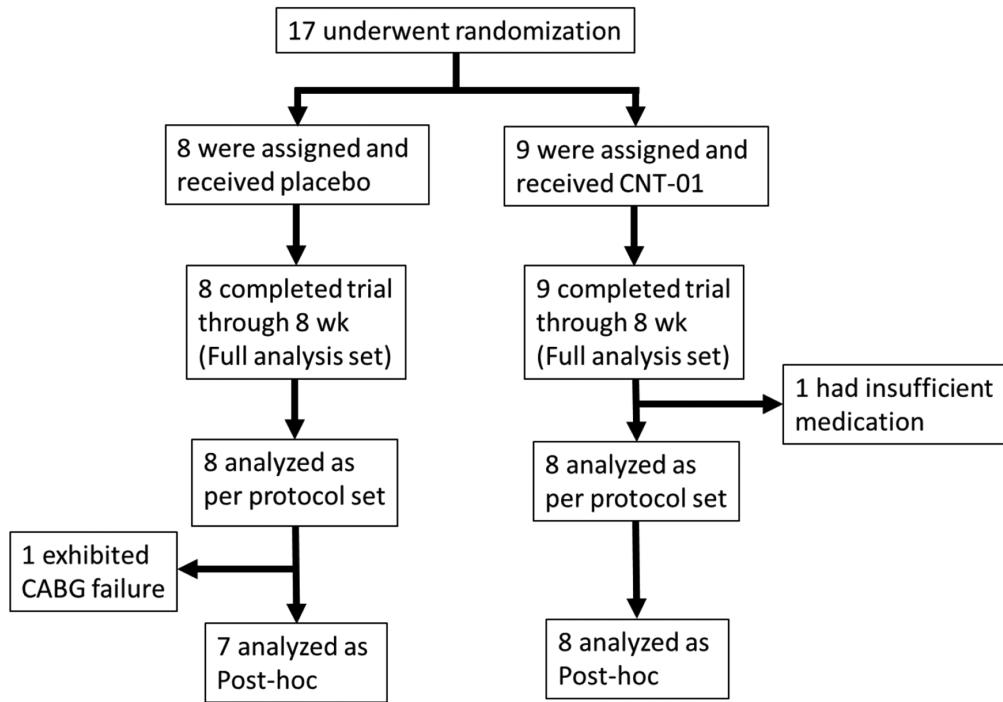 17 underwent randomization
8 were assigned and
received placebo
9 were assigned and
received CNT-01
8 completed trial
through 8 wk
(Full analysis set)
9 completed trial
through 8 wk
(Full analysis set)
1 had insufficient
medication
8 analyzed as
per protocol set
8 analyzed as
per protocol set
1 exhibited
CABG failure
7 analyzed as
Post-hoc
8 analyzed as
Post-hoc